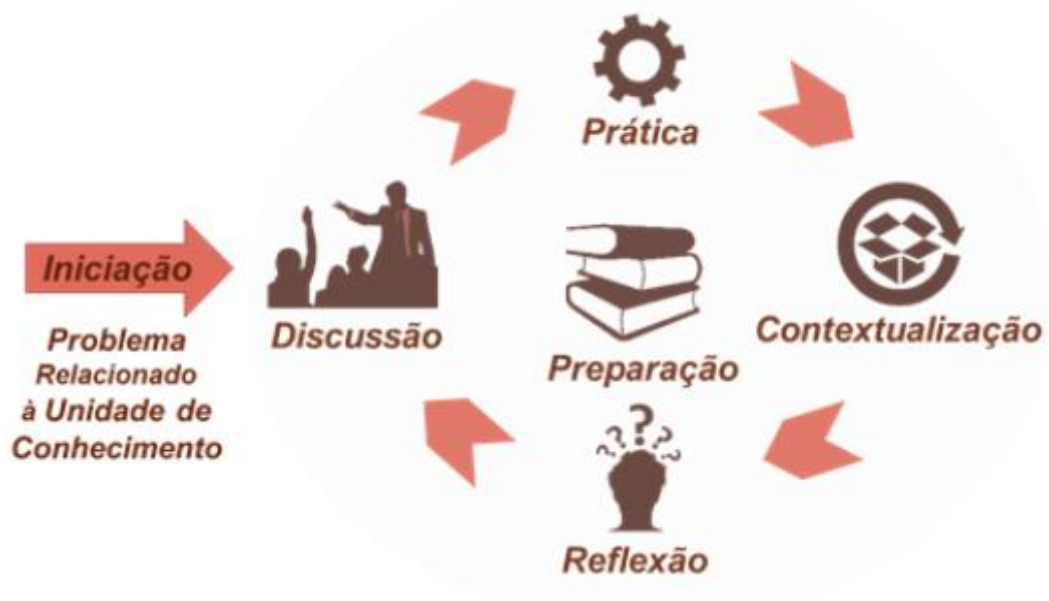 Prática
Iniciação
Discussão
Contextualização
Problema
Relacionado
à Unidade de
Conhecimento
Preparação
Reflexão